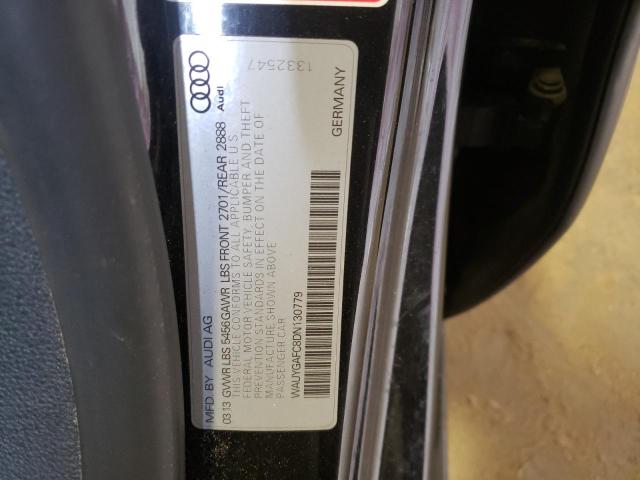 MFD. BY AUDI AG
0313 GVWR LBS 5456 GAWR LBS FRONT 2701/REAR 2888
THIS VEHICLE CONFORMS TO ALL APPLICABLE U S
FEDERAL MOTOR VEHICLE SAFETY, BUMPER AND THEFT
PREVENTION STANDARDS IN EFFECT ON THE DATE OF
MANUFACTURE SHOWN ABOVE
PASSENGER CAR
WAUYGAFC8DN130779
GERMANY
Audi
1332547